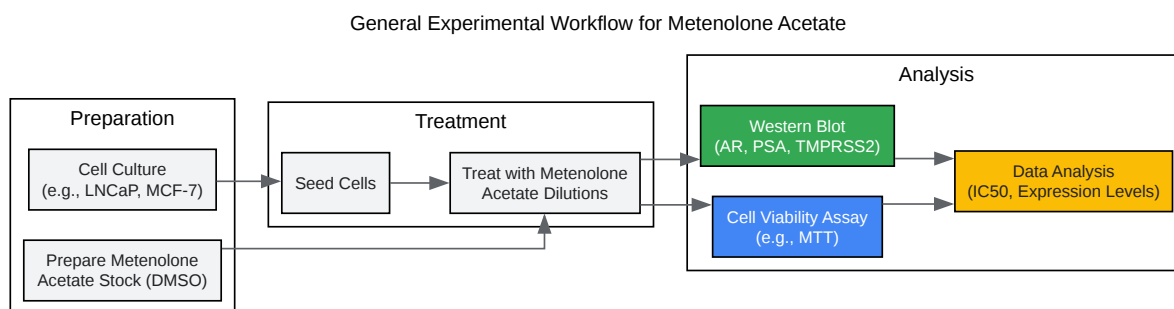 General Experimental Workflow for Metenolone Acetate
Preparation
Cell Culture
(e.g., LNCaP, MCF-7)
Prepare Metenolone
Acetate Stock (DMSO)
Treatment
Seed Cells
Treat with Metenolone
Acetate Dilutions
Analysis
Western Blot
(AR, PSA, TMPRSS2)
Cell Viability Assay
(e.g., MTT)
Data Analysis
(IC50, Expression Levels)